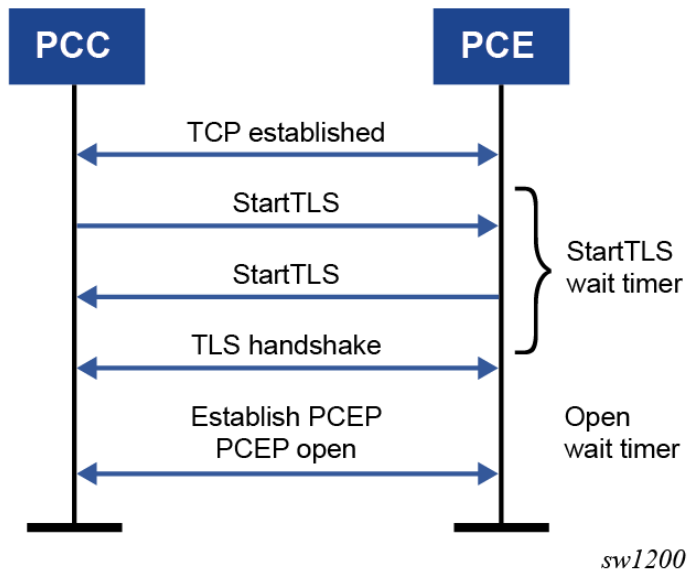 PCC
PCE
TCP established
StartTLS
StartTLS
StartTLS
wait timer
TLS handshake
Establish PCEP
PCEP open
Open
wait timer
sw1200